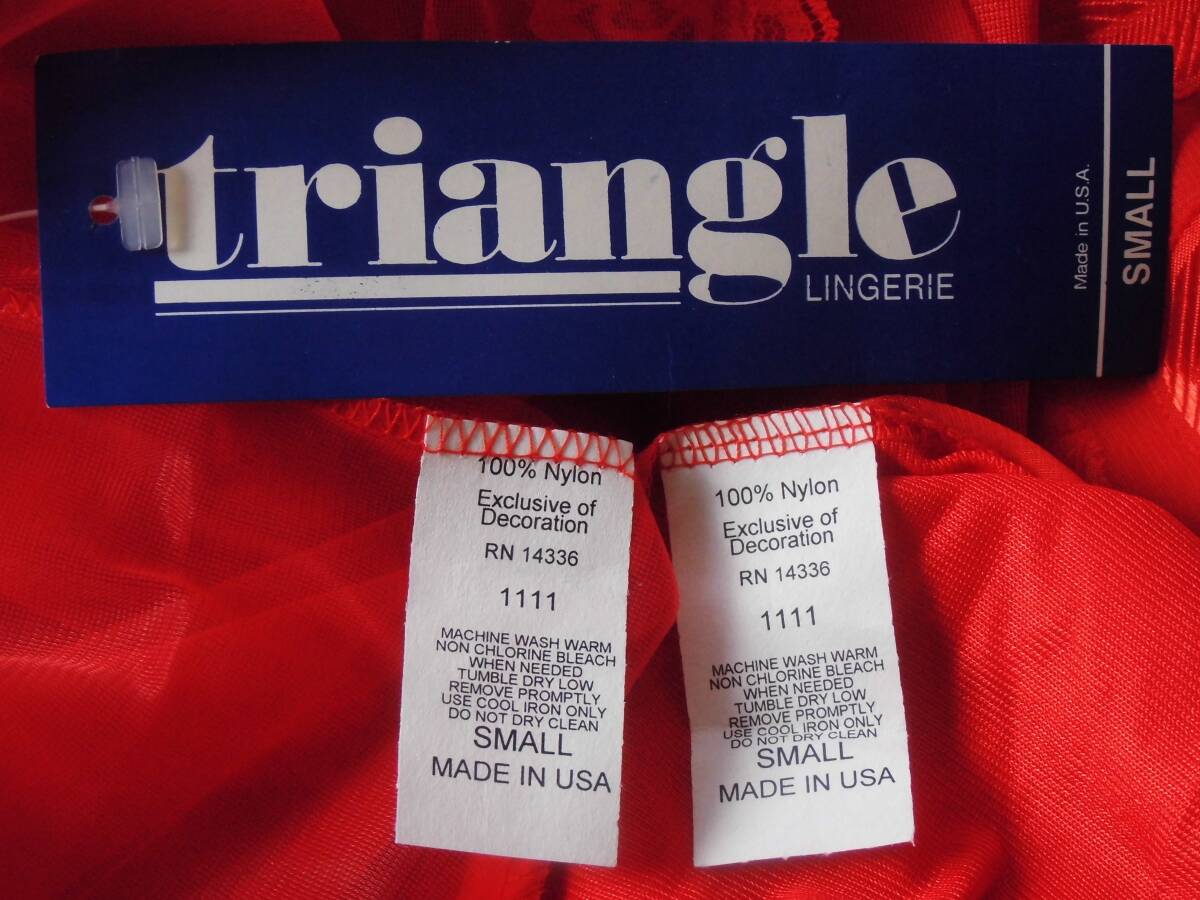 triangle
LINGERIE
Made in U.S.A.
SMALL
100% Nylon
Exclusive of
Decoration
RN 14336
1111
MACHINE WASH WARM
NON CHLORINE BLEACH
WHEN NEEDED
TUMBLE DRY LOW
REMOVE PROMPTLY
USE COOL IRON ONLY
DO NOT DRY CLEAN
SMALL
MADE IN USA
100% Nylon
Exclusive of
Decoration
RN 14336
1111
MACHINE WASH WARM
NON CHLORINE BLEACH
WHEN NEEDED
TUMBLE DRY LOW
REMOVE PROMPTLY
USE COOL IRON ONLY
DO NOT DRY CLEAN
SMALL
MADE IN USA